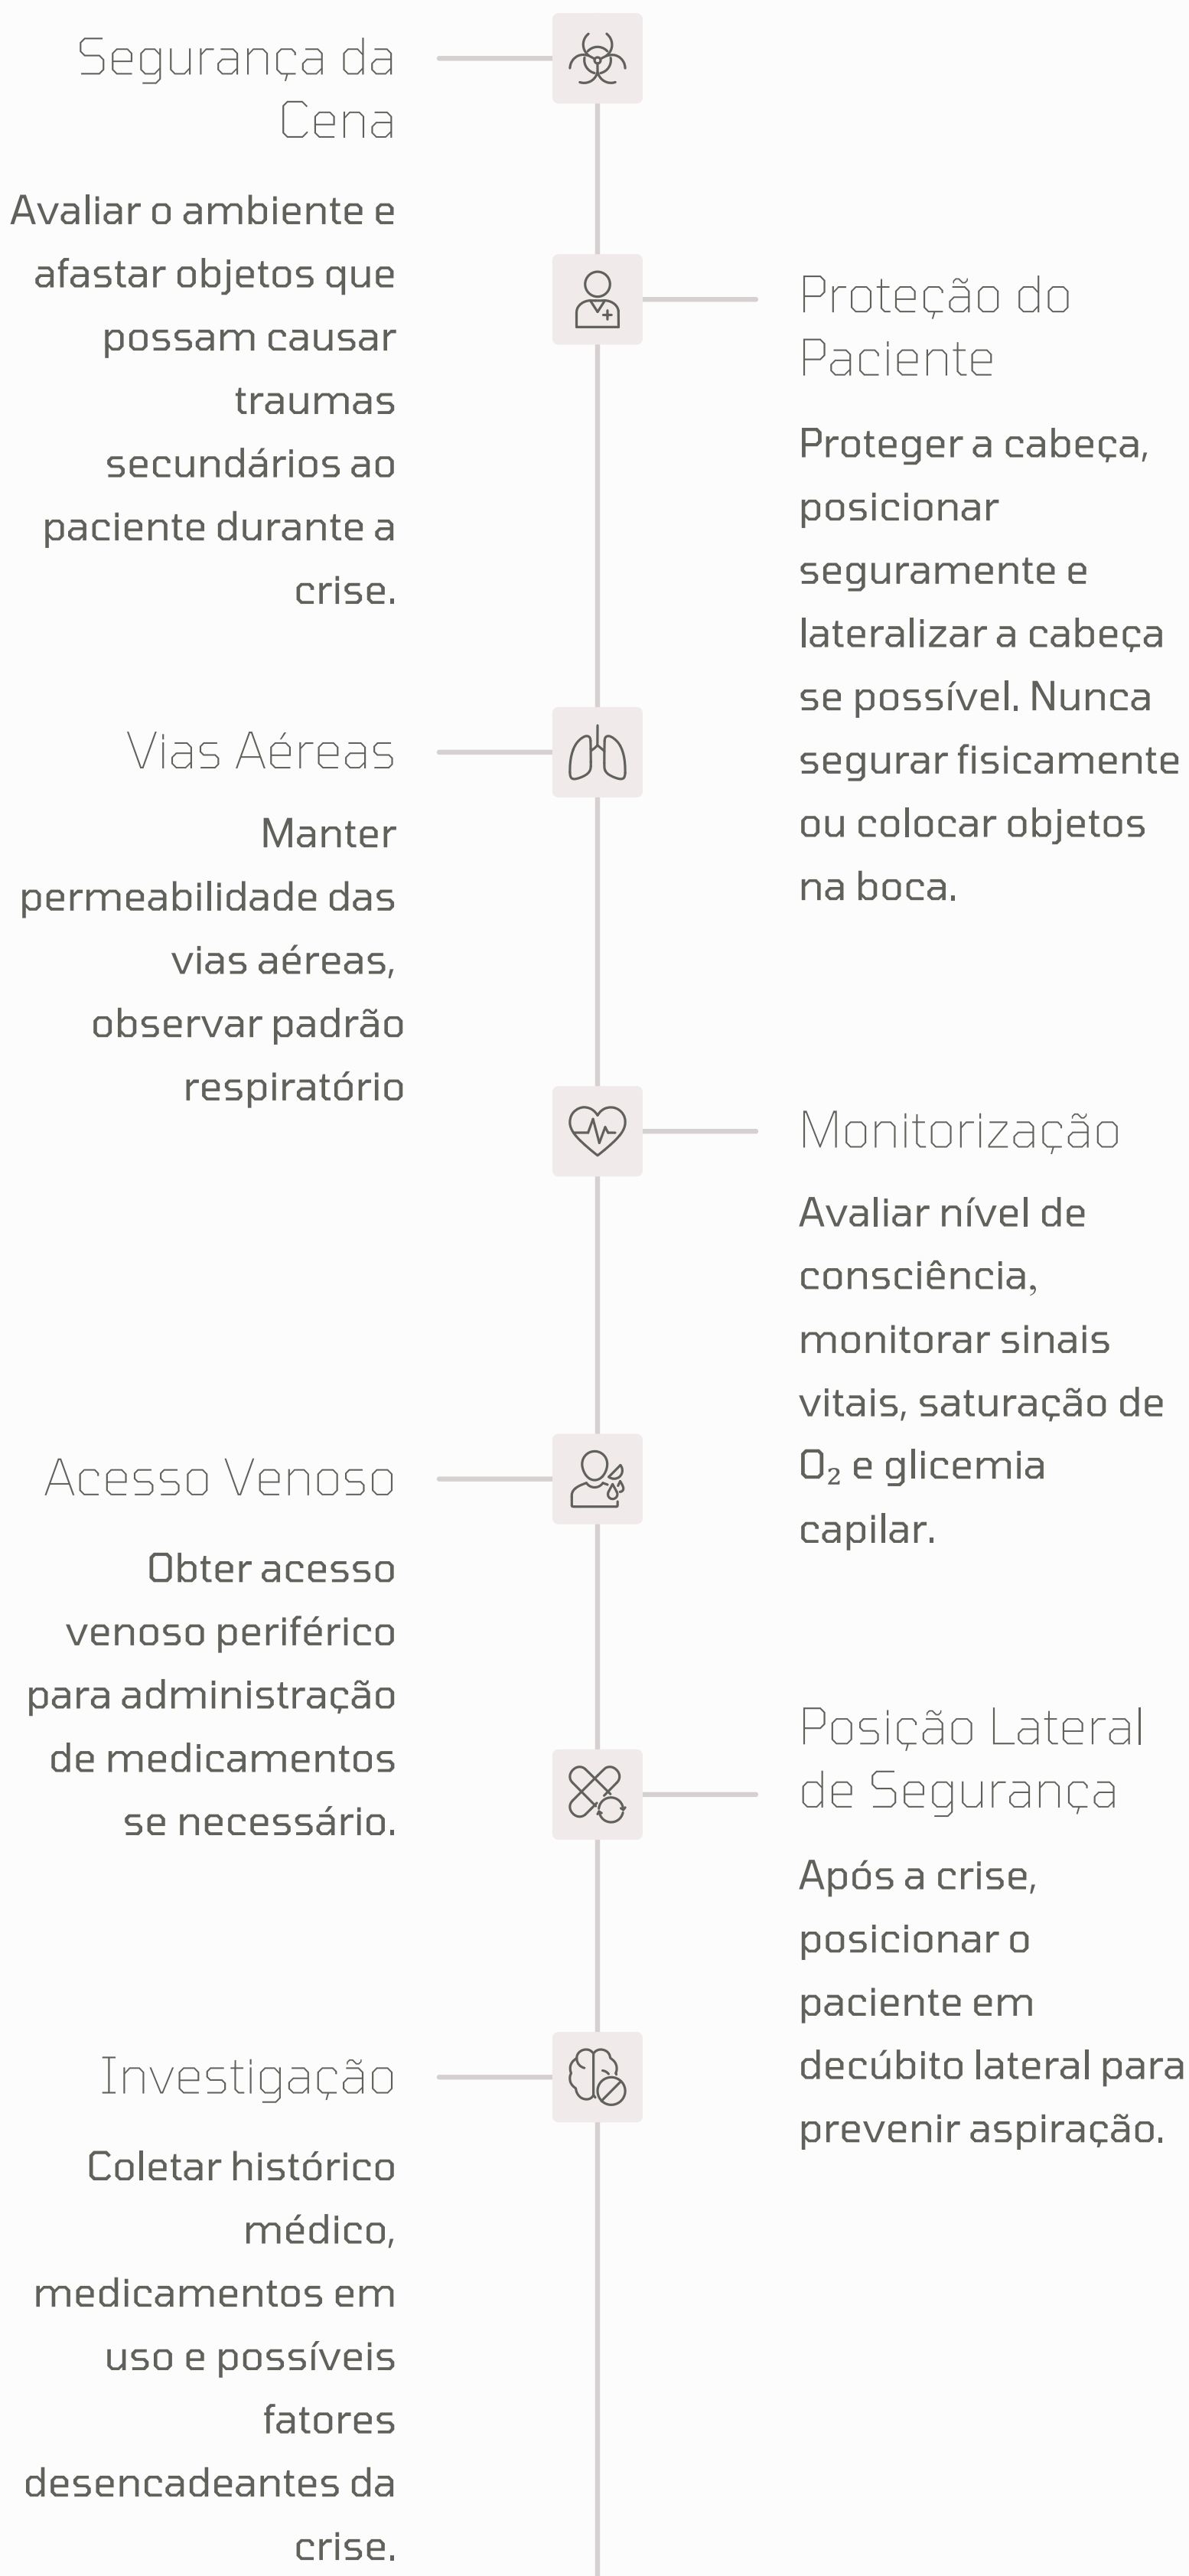 Segurança da
Cena
Avaliar o ambiente e
afastar objetos que
possam causar
traumas
secundários ao
paciente durante a
crise.
Proteção do
Paciente
Proteger a cabeça,
posicionar
seguramente e
lateralizar a cabeça
se possível. Nunca
segurar fisicamente
ou colocar objetos
na boca.
Vias Aéreas
Manter
permeabilidade das
vias aéreas,
observar padrão
respiratório
Monitorização
Avaliar nível de
consciência,
monitorar sinais
vitais, saturação de
O₂ e glicemia
capilar.
Acesso Venoso
Obter acesso
venoso periférico
para administração
de medicamentos
se necessário.
Posição Lateral
de Segurança
Após a crise,
posicionar o
paciente em
decúbito lateral para
prevenir aspiração.
Investigação
Coletar histórico
médico,
medicamentos em
uso e possíveis
fatores
desencadeantes da
crise.